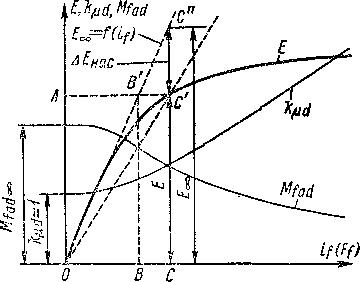 E, kμd, Mfad
E∞=f(if)
C"
ΔEнас
E
B'
A
C'
kμd
Mfad∞
kμd=1
E
E∞
Mfad
O
B
C
if(Ff)